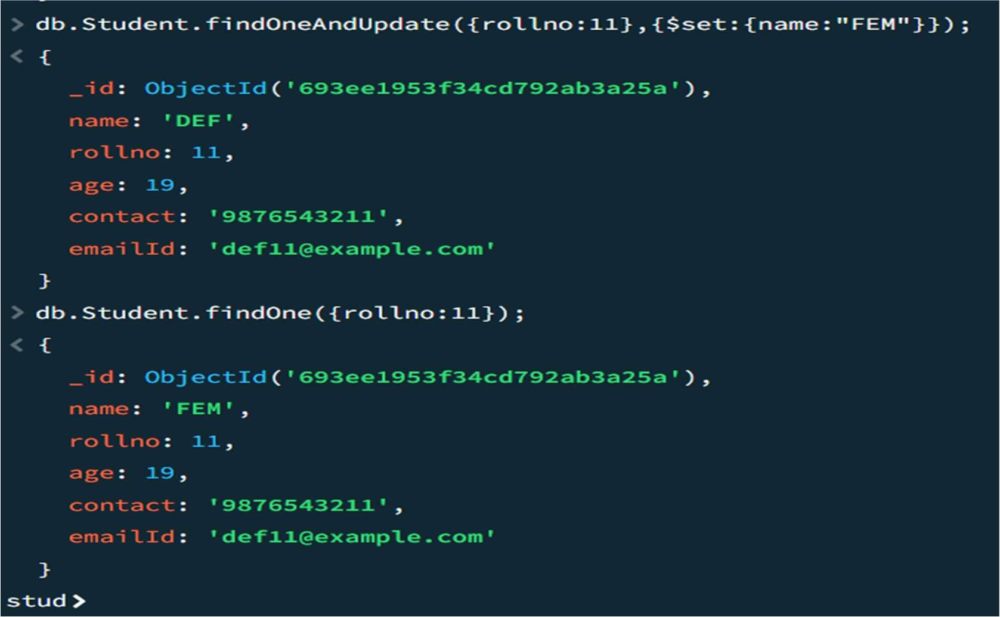 > db.Student.findOneAndUpdate({rollno:11},{$set:{name:"FEM"}});
< {
_id: ObjectId('693ee1953f34cd792ab3a25a'),
name: 'DEF',
rollno: 11,
age: 19,
contact: '9876543211',
emailId: 'def11@example.com'
}
> db.Student.findOne({rollno:11});
< {
_id: ObjectId('693ee1953f34cd792ab3a25a'),
name: 'FEM',
rollno: 11,
age: 19,
contact: '9876543211',
emailId: 'def11@example.com'
}
stud>